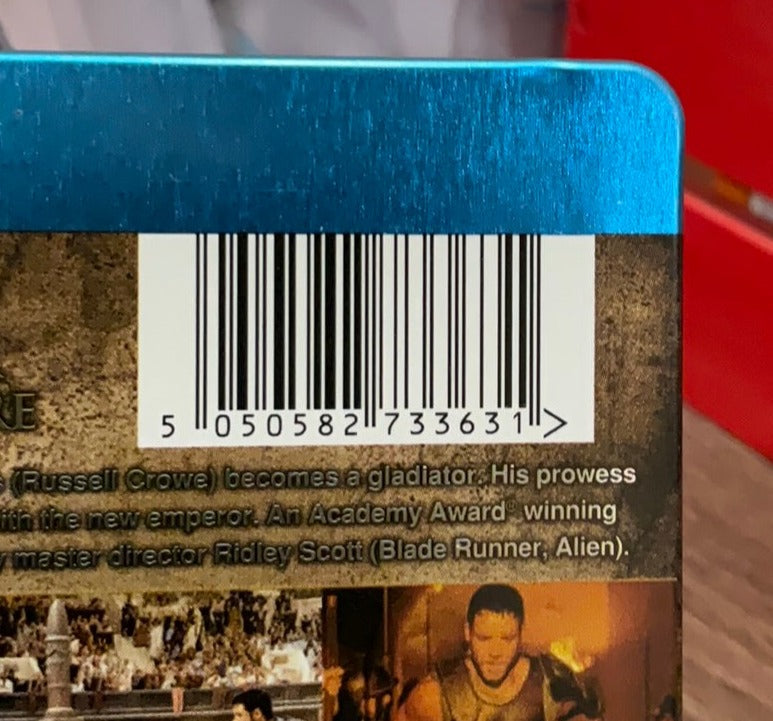 5 050582 733631 >
RE
(Russell Crowe) becomes a gladiator. His prowess
with the new emperor. An Academy Award® winning
master director Ridley Scott (Blade Runner, Alien).